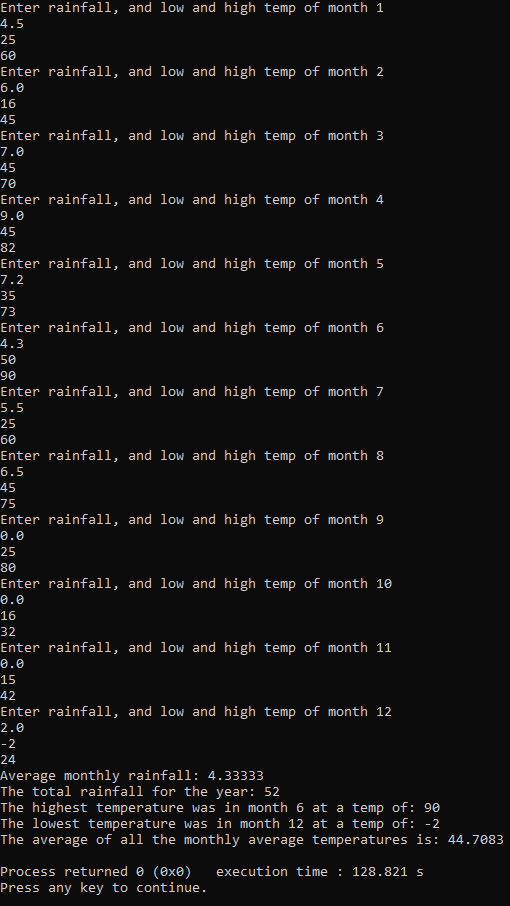 Enter rainfall, and low and high temp of month 1
4.5
25
60
Enter rainfall, and low and high temp of month 2
6.0
16
45
Enter rainfall, and low and high temp of month 3
7.0
45
70
Enter rainfall, and low and high temp of month 4
9.0
45
82
Enter rainfall, and low and high temp of month 5
7.2
35
73
Enter rainfall, and low and high temp of month 6
4.3
50
90
Enter rainfall, and low and high temp of month 7
5.5
25
60
Enter rainfall, and low and high temp of month 8
6.5
45
75
Enter rainfall, and low and high temp of month 9
0.0
25
80
Enter rainfall, and low and high temp of month 10
0.0
16
32
Enter rainfall, and low and high temp of month 11
0.0
15
42
Enter rainfall, and low and high temp of month 12
2.0
-2
24
Average monthly rainfall: 4.33333
The total rainfall for the year: 52
The highest temperature was in month 6 at a temp of: 90
The lowest temperature was in month 12 at a temp of: -2
The average of all the monthly average temperatures is: 44.7083
Process returned 0 (0x0)   execution time : 128.821 s
Press any key to continue.